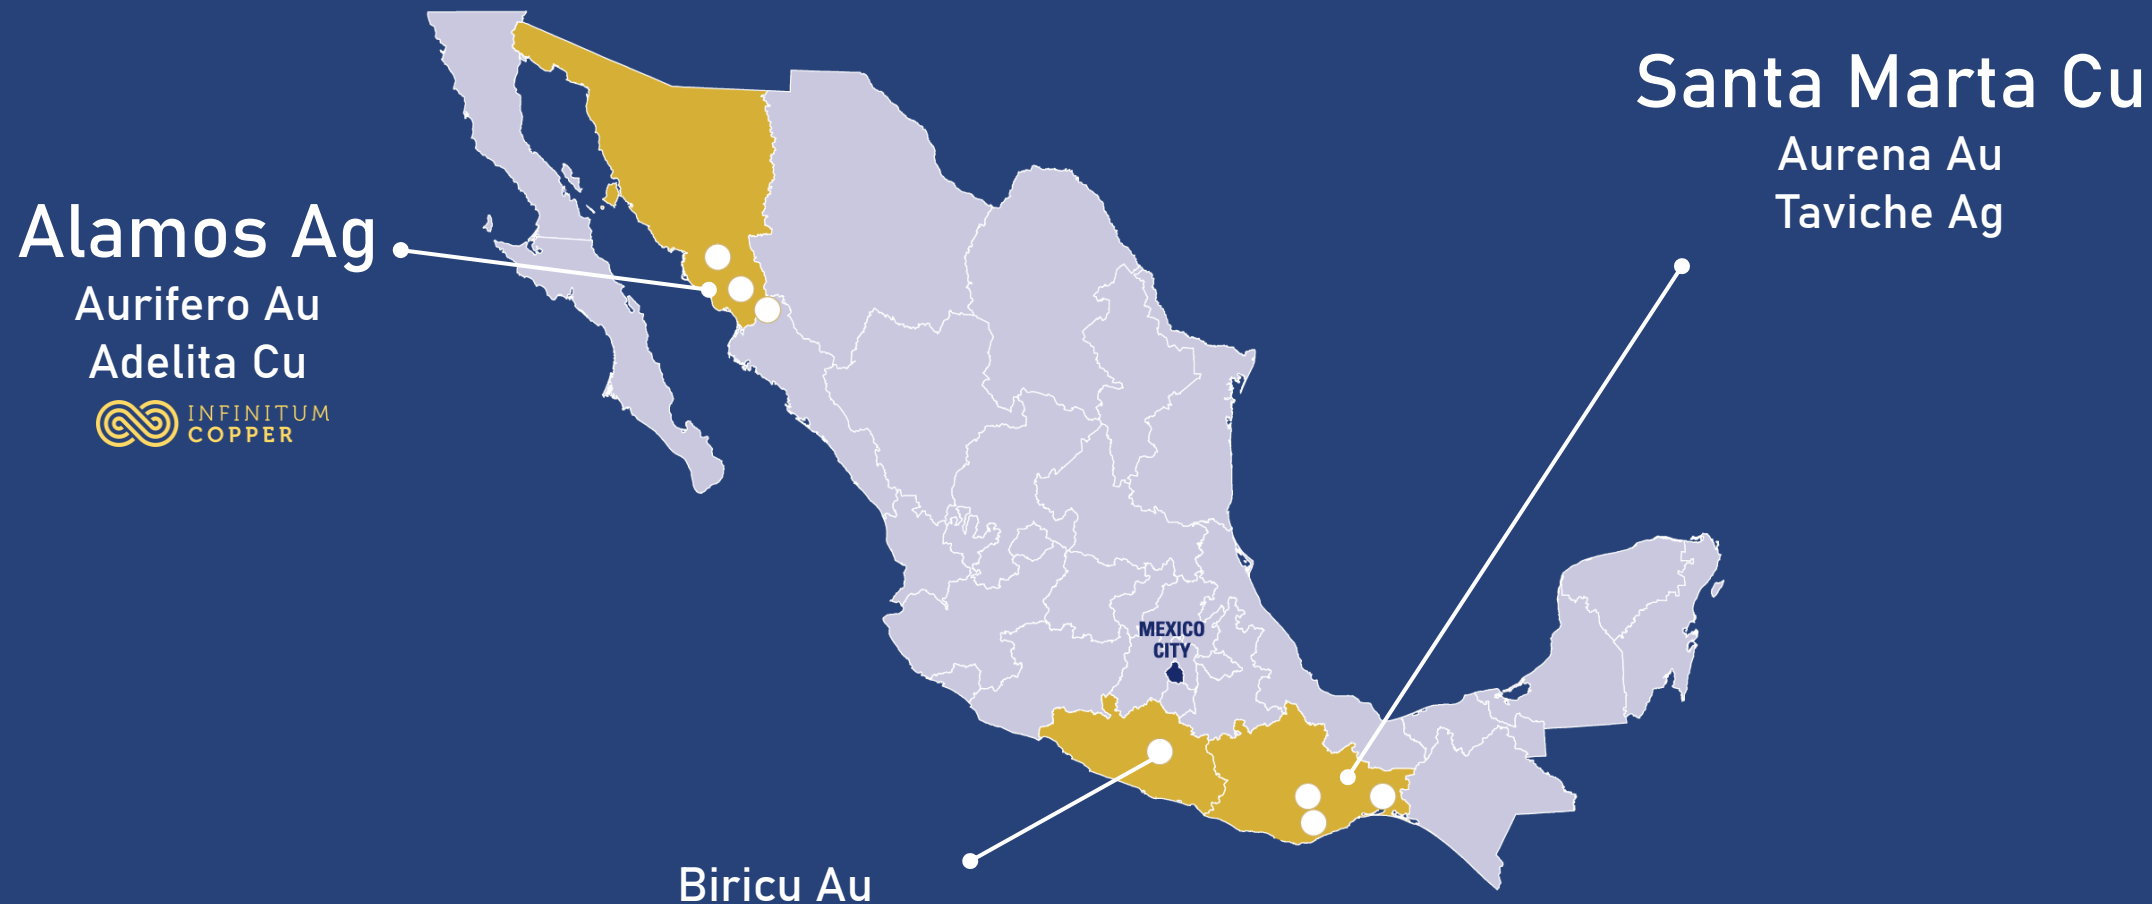 Santa Marta Cu
Aurena Au
Taviche Ag
Alamos Ag
Aurifero Au
Adelita Cu
INFINITUM
COPPER
MEXICO
CITY
Biricu Au